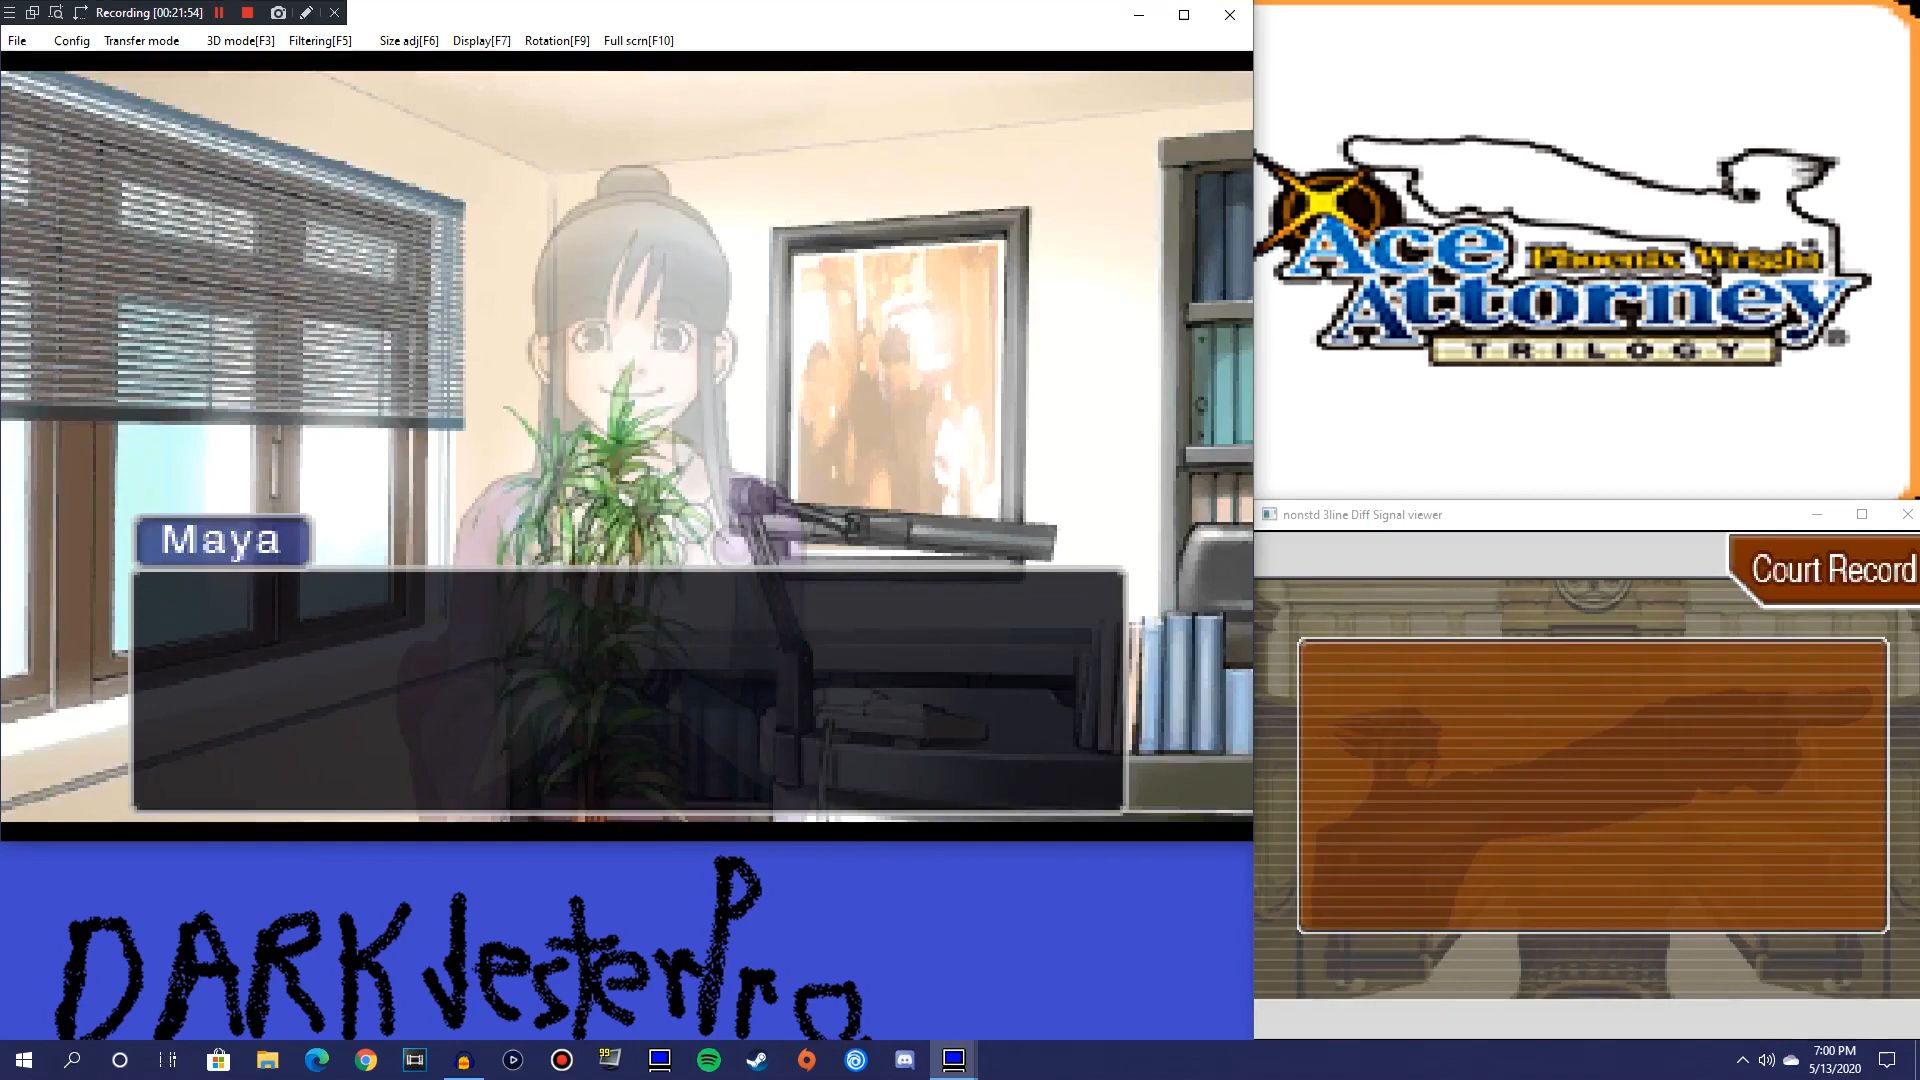 Recording [00:21:54]
File Config Transfer mode 3D mode[F3] Filtering[F5] Size adj[F6] Display[F7] Rotation[F9] Full scrn[F10]
Maya
Ace
Phoenix Wright
Attorney
TRILOGY
nonstd 3line Diff Signal viewer
Court Record
DARKJesterPro
99
7:00 PM
5/13/2020